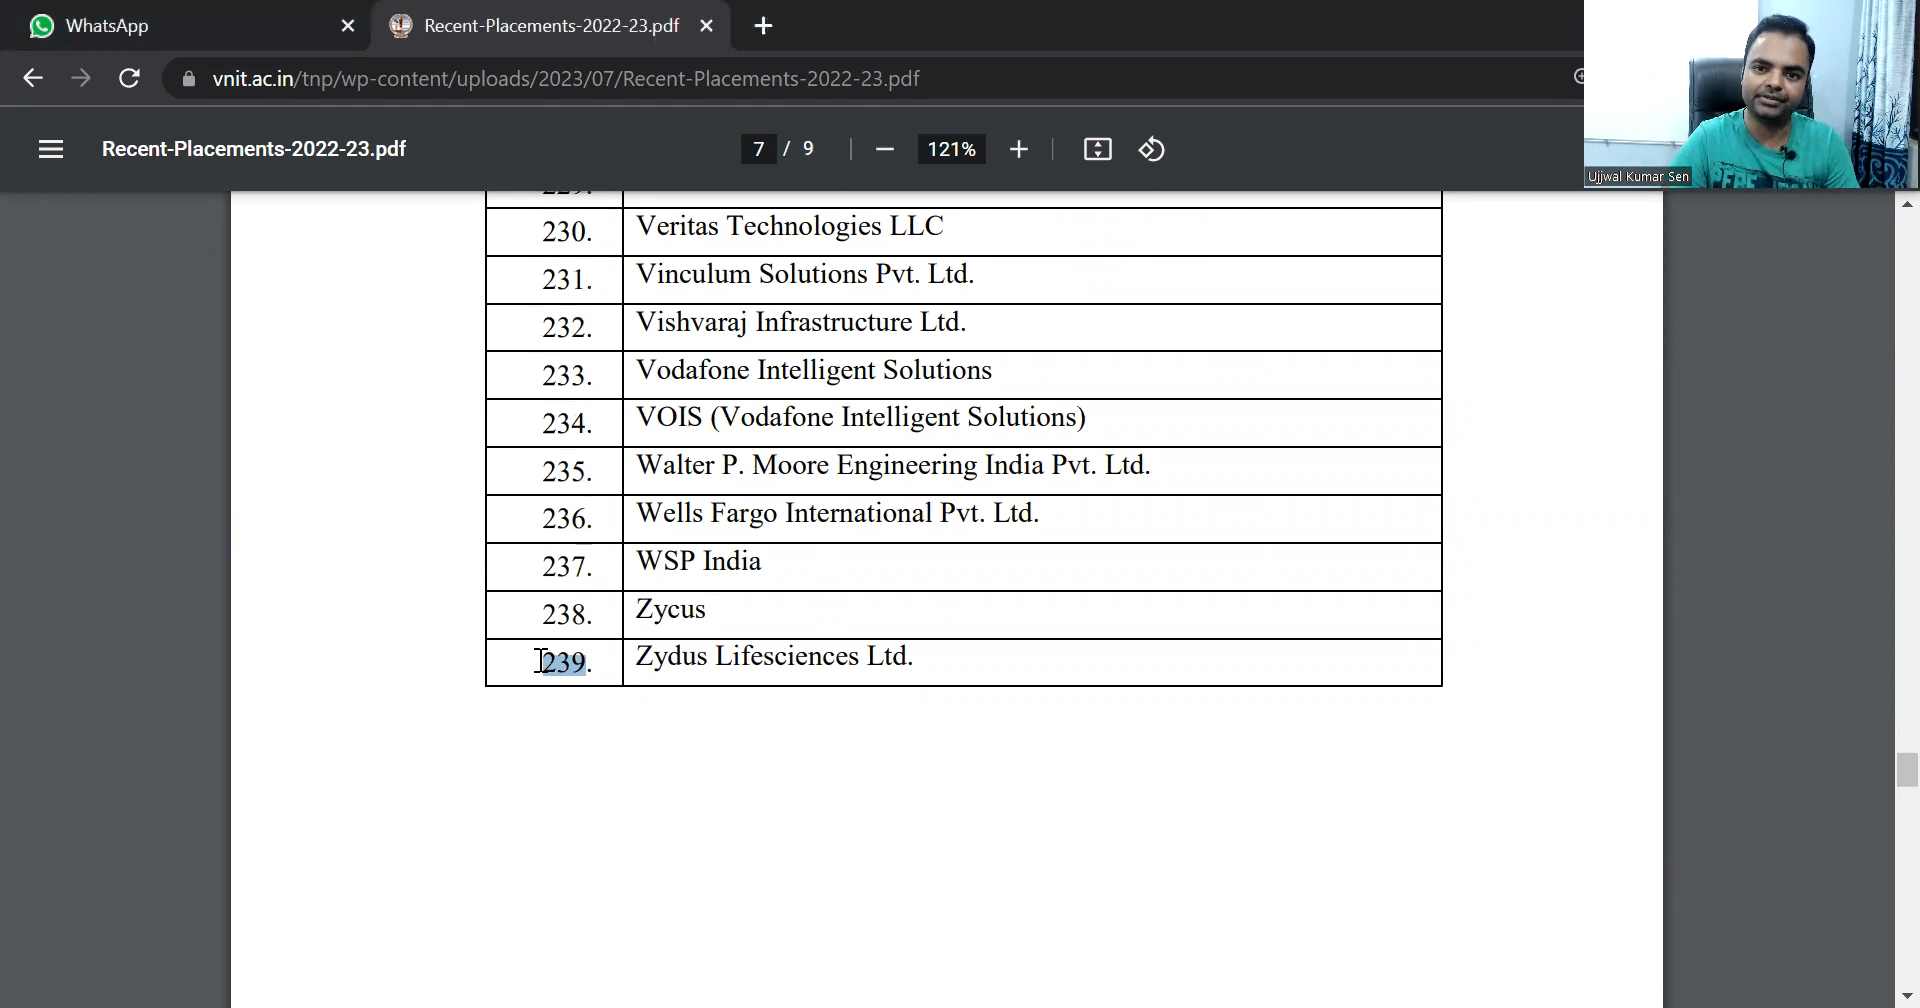 WhatsApp
Recent-Placements-2022-23.pdf
vnit.ac.in/tnp/wp-content/uploads/2023/07/Recent-Placements-2022-23.pdf
Recent-Placements-2022-23.pdf
7 / 9
121%
Ujjwal Kumar Sen
229.
230. Veritas Technologies LLC
231. Vinculum Solutions Pvt. Ltd.
232. Vishvaraj Infrastructure Ltd.
233. Vodafone Intelligent Solutions
234. VOIS (Vodafone Intelligent Solutions)
235. Walter P. Moore Engineering India Pvt. Ltd.
236. Wells Fargo International Pvt. Ltd.
237. WSP India
238. Zycus
239. Zydus Lifesciences Ltd.